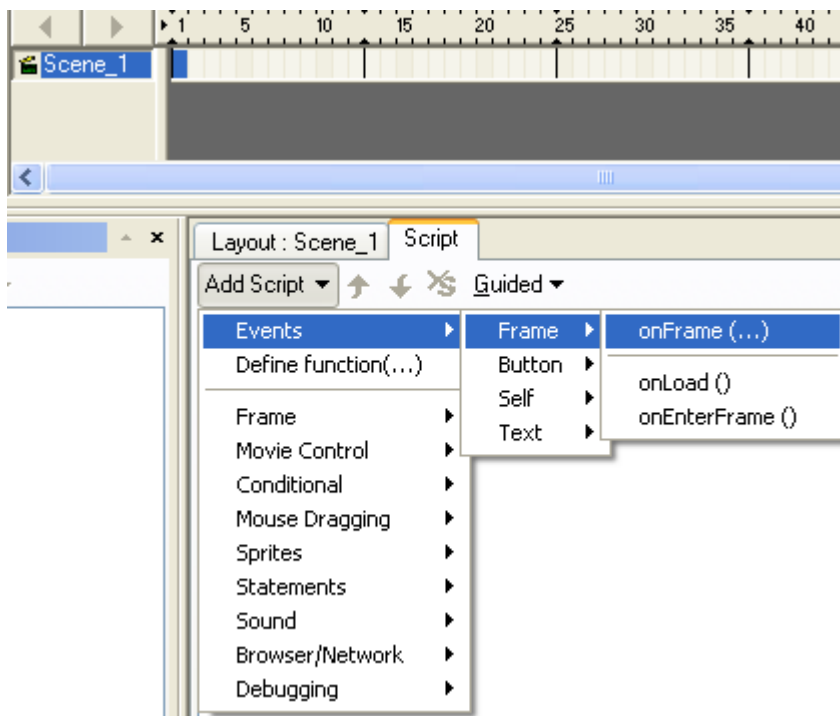 1 5 10 15 20 25 30 35 40
Scene_1
Layout : Scene_1 Script
Add Script Guided
Events Frame onFrame (...)
Define function(...) Button onLoad ()
Self onEnterFrame ()
Frame Text
Movie Control
Conditional
Mouse Dragging
Sprites
Statements
Sound
Browser/Network
Debugging